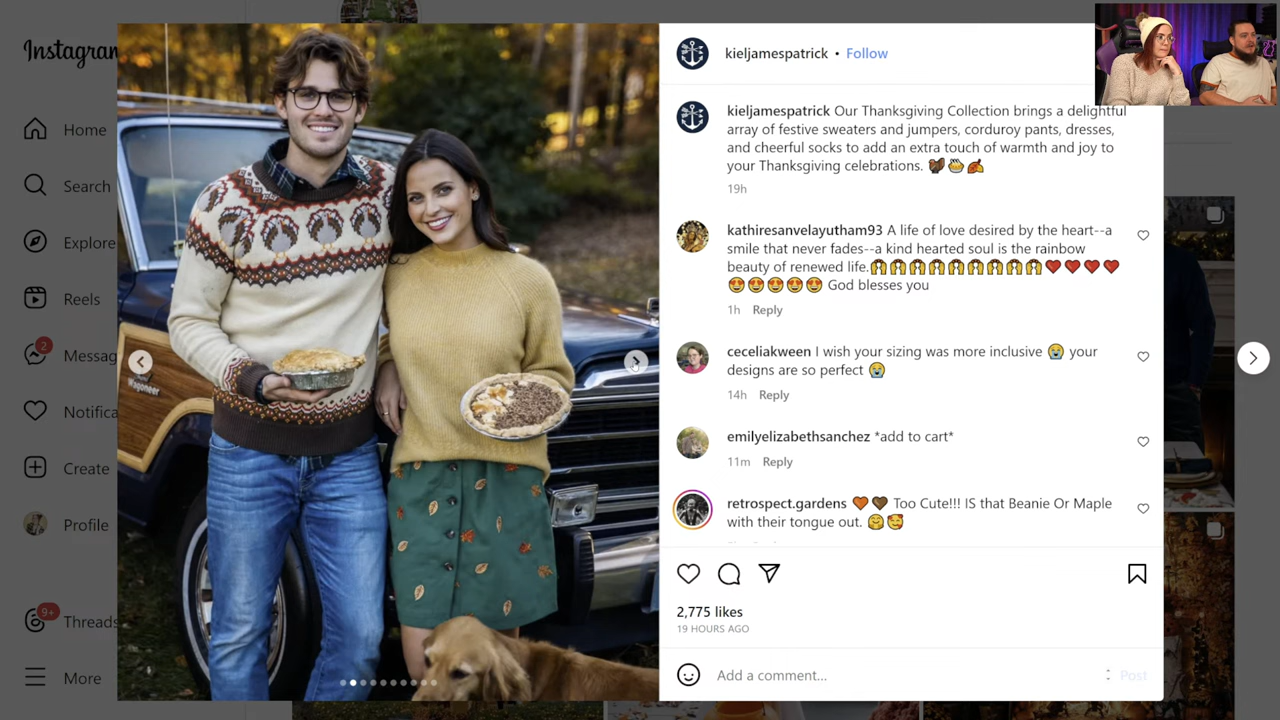 Instagram
Home
Search
Explore
Reels
2
Messag
Notifica
Create
Profile
9+
Threads
More
Wagoneer
kieljamespatrick • Follow
kieljamespatrick Our Thanksgiving Collection brings a delightful
array of festive sweaters and jumpers, corduroy pants, dresses,
and cheerful socks to add an extra touch of warmth and joy to
your Thanksgiving celebrations. 🦃🥧🍂
19h
kathiresanvelayutham93 A life of love desired by the heart--a
smile that never fades--a kind hearted soul is the rainbow
beauty of renewed life.🙌🙌🙌🙌🙌🙌🙌🙌🙌❤️❤️❤️❤️
😍😍😍😍😍 God blesses you
1h Reply
ceceliakween I wish your sizing was more inclusive 😭 your
designs are so perfect 😭
14h Reply
emilyelizabethsanchez *add to cart*
11m Reply
retrospect.gardens 🧡🤎 Too Cute!!! IS that Beanie Or Maple
with their tongue out. 🤗🥰
2,775 likes
19 HOURS AGO
Add a comment...
Post